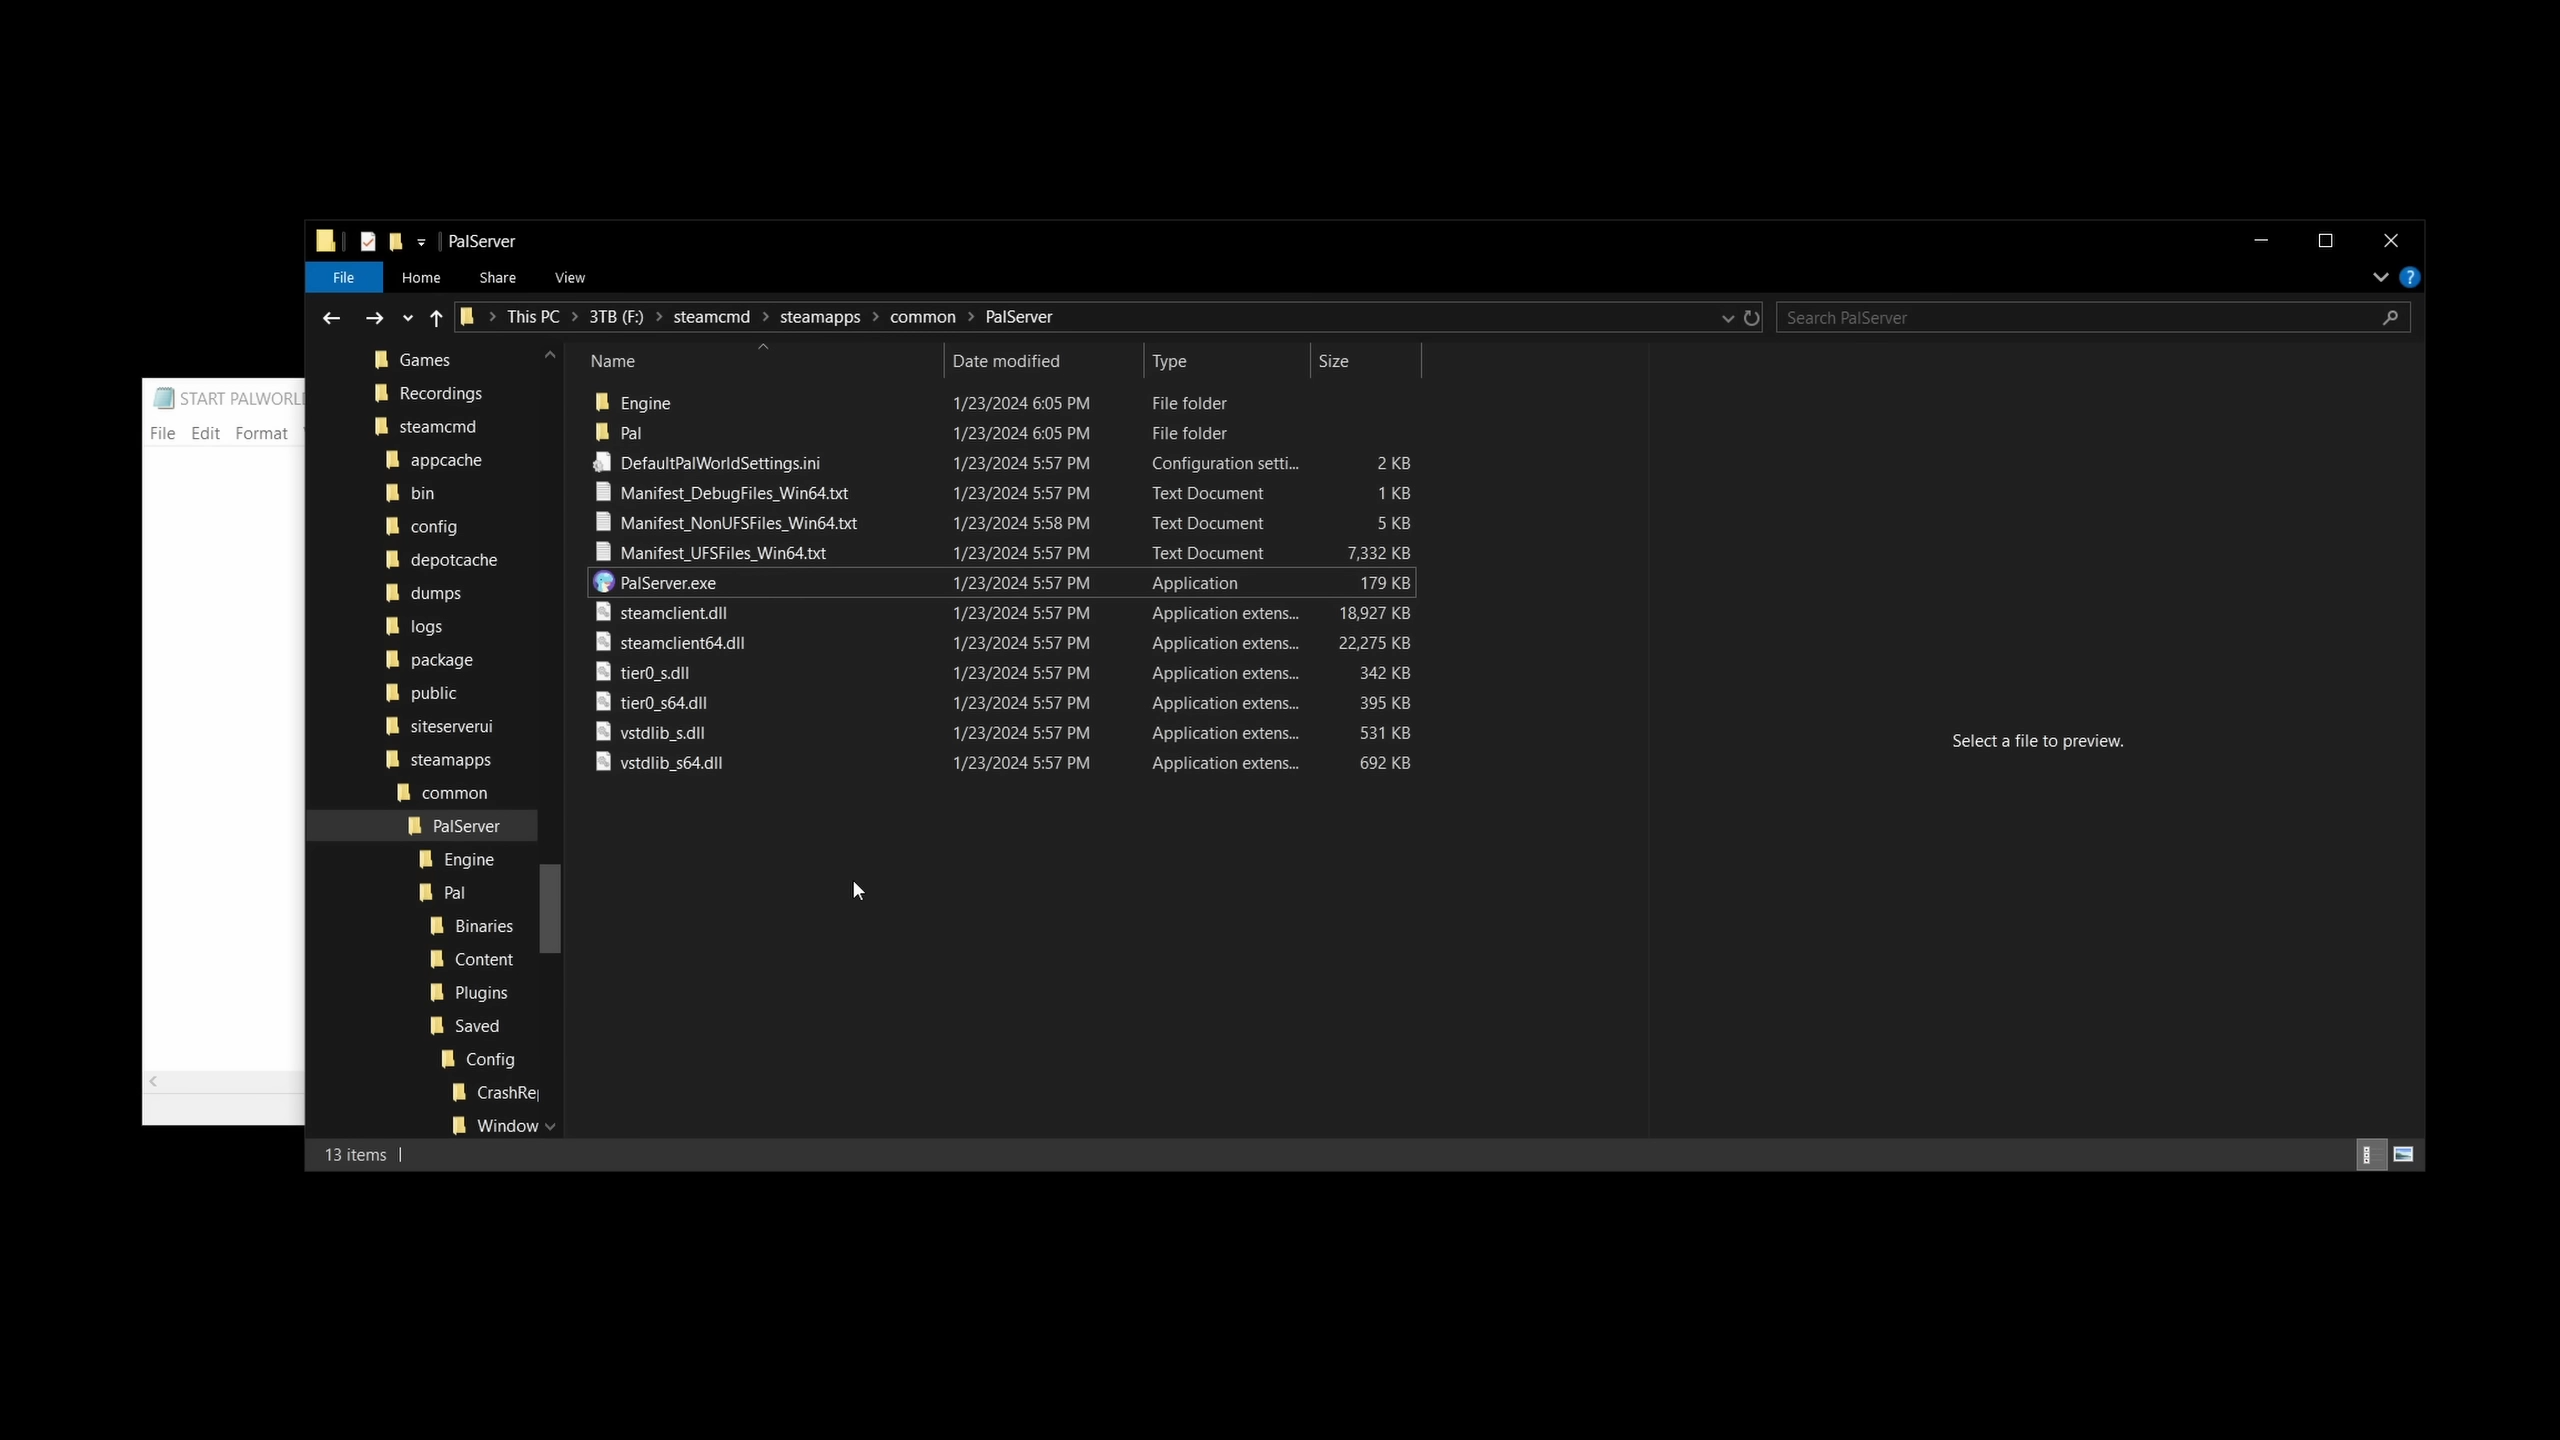 PalServer
File Home Share View
This PC > 3TB (F:) > steamcmd > steamapps > common > PalServer
Search PalServer
START PALWORL
File Edit Format
Games
Recordings
steamcmd
appcache
bin
config
depotcache
dumps
logs
package
public
siteserverui
steamapps
common
PalServer
Engine
Pal
Binaries
Content
Plugins
Saved
Config
CrashRe
Window
Name Date modified Type Size
Engine 1/23/2024 6:05 PM File folder
Pal 1/23/2024 6:05 PM File folder
DefaultPalWorldSettings.ini 1/23/2024 5:57 PM Configuration setti... 2 KB
Manifest_DebugFiles_Win64.txt 1/23/2024 5:57 PM Text Document 1 KB
Manifest_NonUFSFiles_Win64.txt 1/23/2024 5:58 PM Text Document 5 KB
Manifest_UFSFiles_Win64.txt 1/23/2024 5:57 PM Text Document 7,332 KB
PalServer.exe 1/23/2024 5:57 PM Application 179 KB
steamclient.dll 1/23/2024 5:57 PM Application extens... 18,927 KB
steamclient64.dll 1/23/2024 5:57 PM Application extens... 22,275 KB
tier0_s.dll 1/23/2024 5:57 PM Application extens... 342 KB
tier0_s64.dll 1/23/2024 5:57 PM Application extens... 395 KB
vstdlib_s.dll 1/23/2024 5:57 PM Application extens... 531 KB
vstdlib_s64.dll 1/23/2024 5:57 PM Application extens... 692 KB
Select a file to preview.
13 items